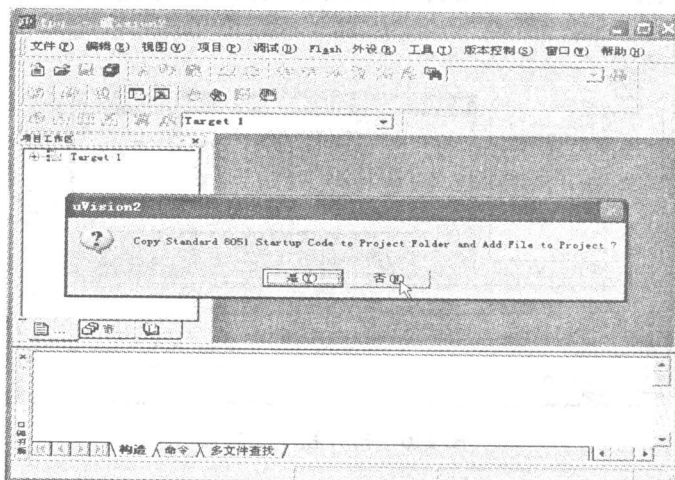 文件(F) 编辑(E) 视图(V) 项目(P) 调试(D) Flash 外设(R) 工具(T) 版本控制(S) 窗口(W) 帮助(H)
Target 1
项目工作区
Target 1
uVision2
Copy Standard 8051 Startup Code to Project Folder and Add File to Project ?
是(Y) 否(N)
构造 命令 多文件查找